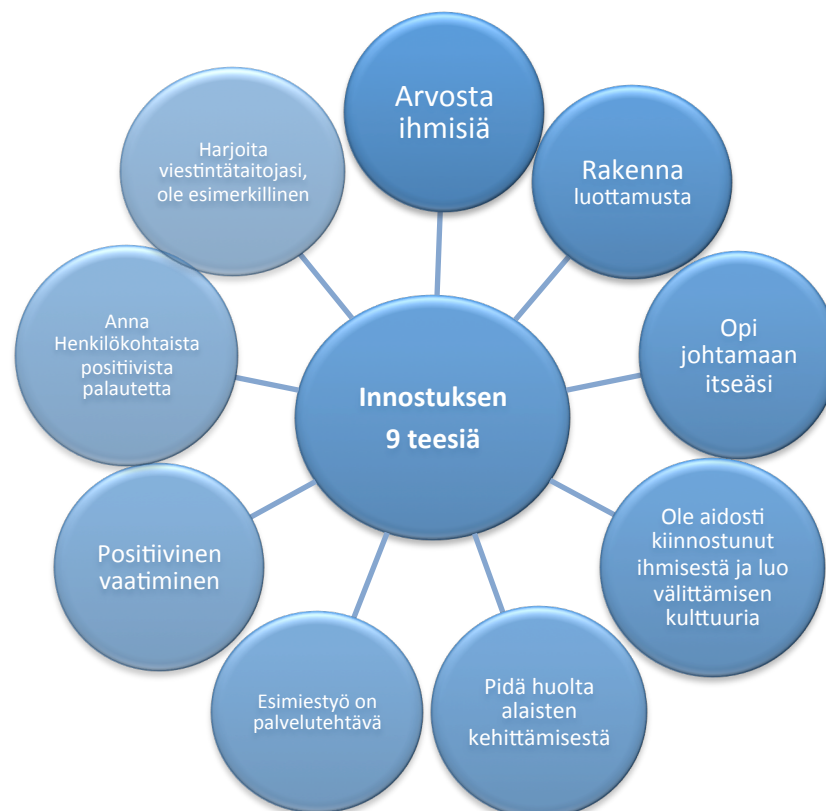 Innostuksen
9 teesiä
Arvosta
ihmisiä
Rakenna
luottamusta
Opi
johtamaan
itseäsi
Ole aidosti
kiinnostunut
ihmisestä ja luo
välittämisen
kulttuuria
Pidä huolta
alaisten
kehittämisestä
Esimiestyö on
palvelutehtävä
Positiivinen
vaatiminen
Anna
Henkilökohtaista
positiivista
palautetta
Harjoita
viestintätaitojasi,
ole esimerkillinen